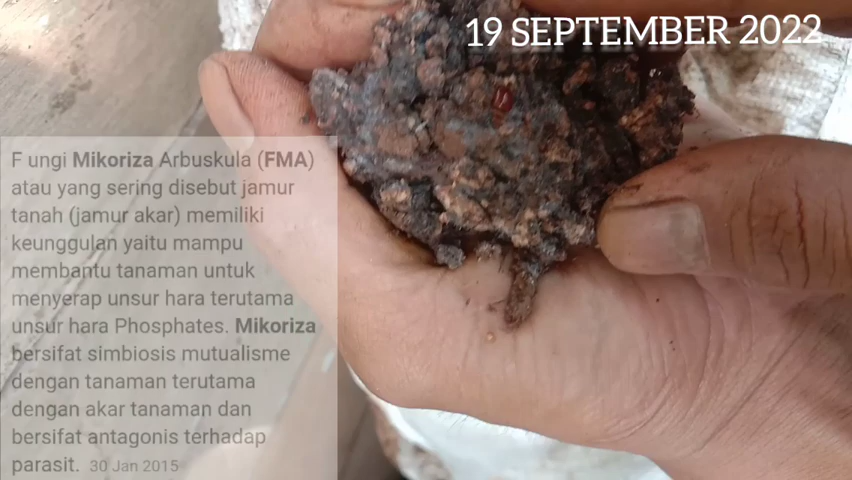 19 SEPTEMBER 2022
F ungi Mikoriza Arbuskula (FMA)
atau yang sering disebut jamur
tanah (jamur akar) memiliki
keunggulan yaitu mampu
membantu tanaman untuk
menyerap unsur hara terutama
unsur hara Phosphates. Mikoriza
bersifat simbiosis mutualisme
dengan tanaman terutama
dengan akar tanaman dan
bersifat antagonis terhadap
parasit. 30 Jan 2015